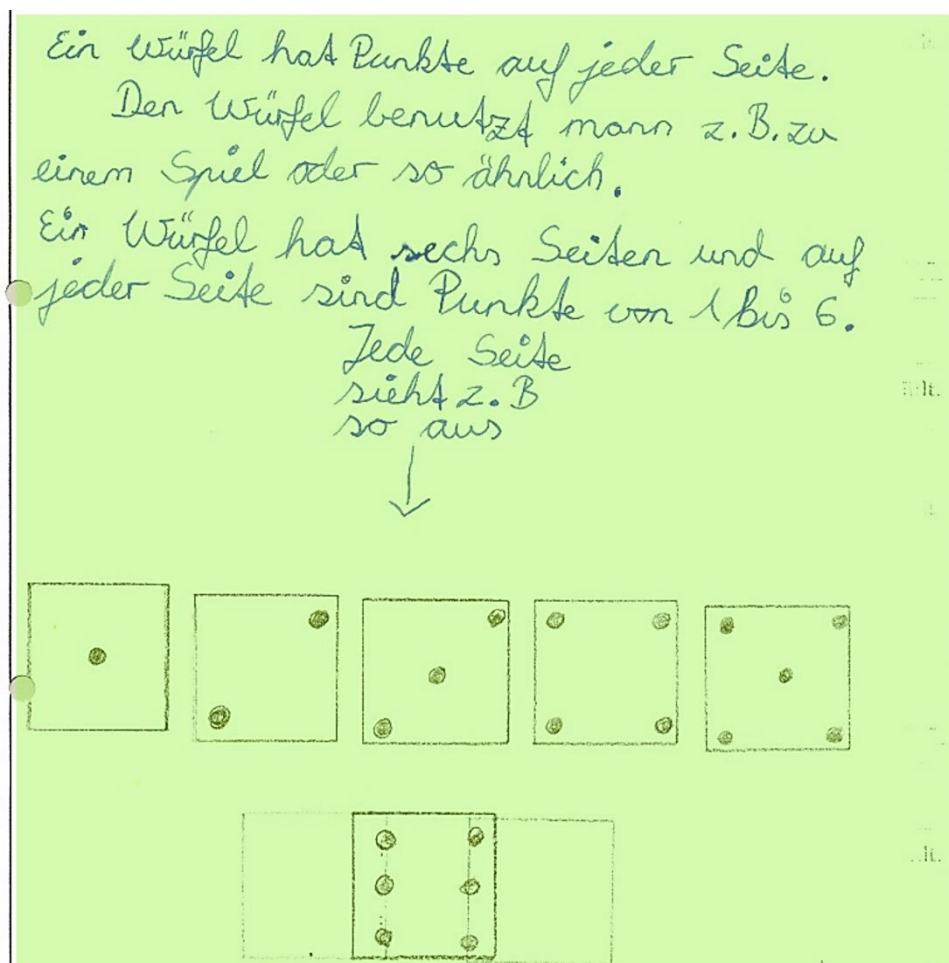 Ein Würfel hat Punkte auf jeder Seite.
Den Würfel benutzt mann z.B. zu
einem Spiel oder so ähnlich.
Ein Würfel hat sechs Seiten und auf
jeder Seite sind Punkte von 1 bis 6.
Jede Seite
sieht z.B
so aus